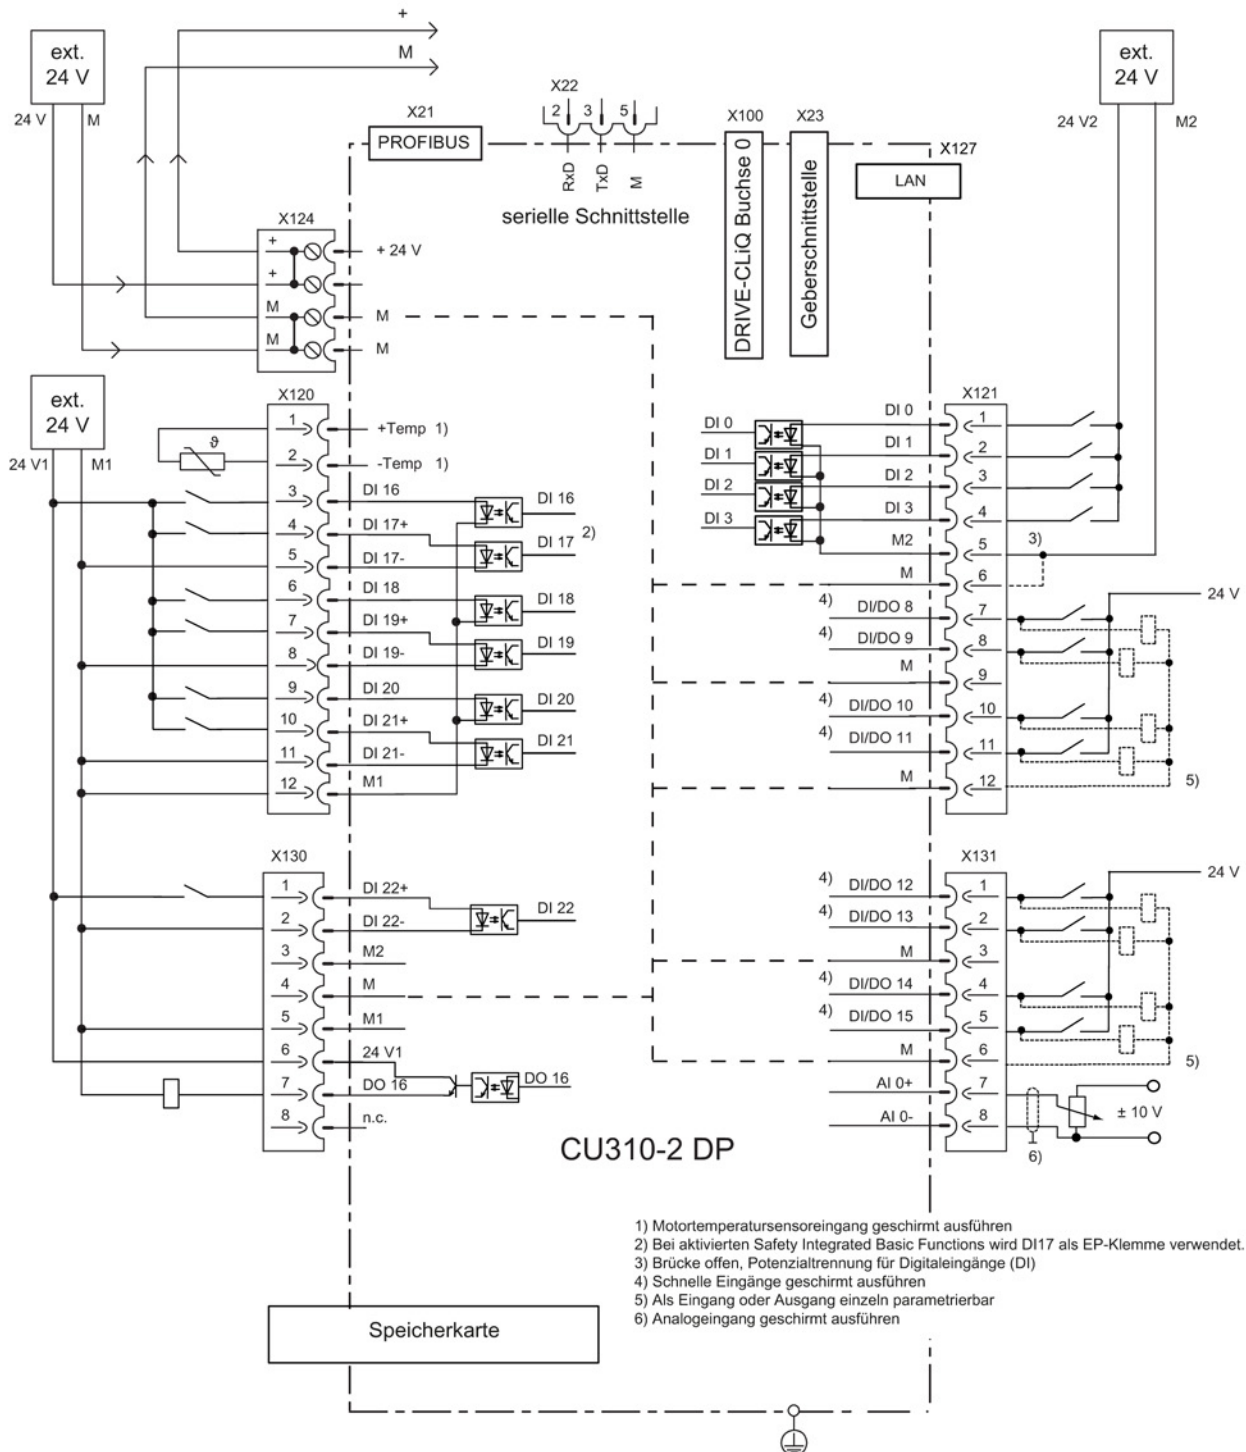 +
M
ext.
24 V
24 V
M
X21
PROFIBUS
X22
2 3 5
RxD
TxD
M
serielle Schnittstelle
X100
DRIVE-CLiQ Buchse 0
X23
Geberschnittstelle
X127
LAN
ext.
24 V
24 V2
M2
X124
+
+ 24 V
+
M
M
M
M
ext.
24 V
24 V1
M1
X120
1
+Temp 1)
ϑ
2
-Temp 1)
3
DI 16
DI 16
4
DI 17+
2)
DI 17
5
DI 17-
6
DI 18
DI 18
7
DI 19+
DI 19
8
DI 19-
9
DI 20
DI 20
10
DI 21+
DI 21
11
DI 21-
12
M1
X130
1
DI 22+
DI 22
2
DI 22-
3
M2
4
M
5
M1
6
24 V1
7
DO 16
DO 16
8
n.c.
X121
DI 0
DI 0
1
DI 1
DI 1
2
DI 2
DI 2
3
DI 3
DI 3
4
M2
5
3)
M
6
24 V
4)
DI/DO 8
7
4)
DI/DO 9
8
M
9
4)
DI/DO 10
10
4)
DI/DO 11
11
M
12
5)
X131
24 V
4)
DI/DO 12
1
4)
DI/DO 13
2
M
3
4)
DI/DO 14
4
4)
DI/DO 15
5
M
6
5)
AI 0+
7
± 10 V
AI 0-
8
6)
CU310-2 DP
1) Motortemperatursensoreingang geschirmt ausführen
2) Bei aktivierten Safety Integrated Basic Functions wird DI17 als EP-Klemme verwendet.
3) Brücke offen, Potenzialtrennung für Digitaleingänge (DI)
4) Schnelle Eingänge geschirmt ausführen
5) Als Eingang oder Ausgang einzeln parametrierbar
6) Analogeingang geschirmt ausführen
Speicherkarte